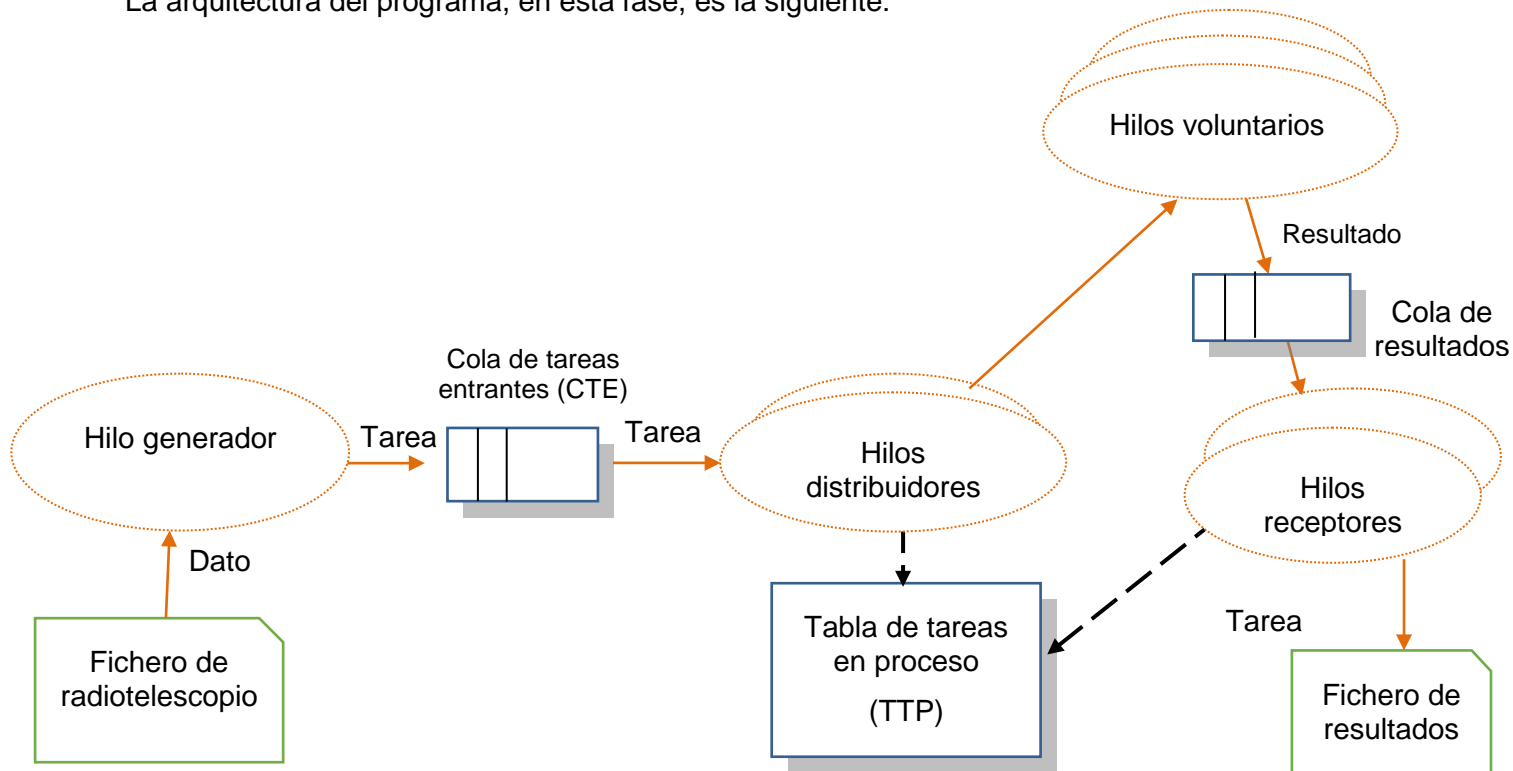 La arquitectura del programa, en esta fase, es la siguiente:
Hilos voluntarios
Resultado
Cola de
resultados
Cola de tareas
entrantes (CTE)
Hilo generador
Tarea
Tarea
Hilos
distribuidores
Hilos
receptores
Dato
Tarea
Fichero de
radiotelescopio
Tabla de tareas
en proceso
(TTP)
Fichero de
resultados